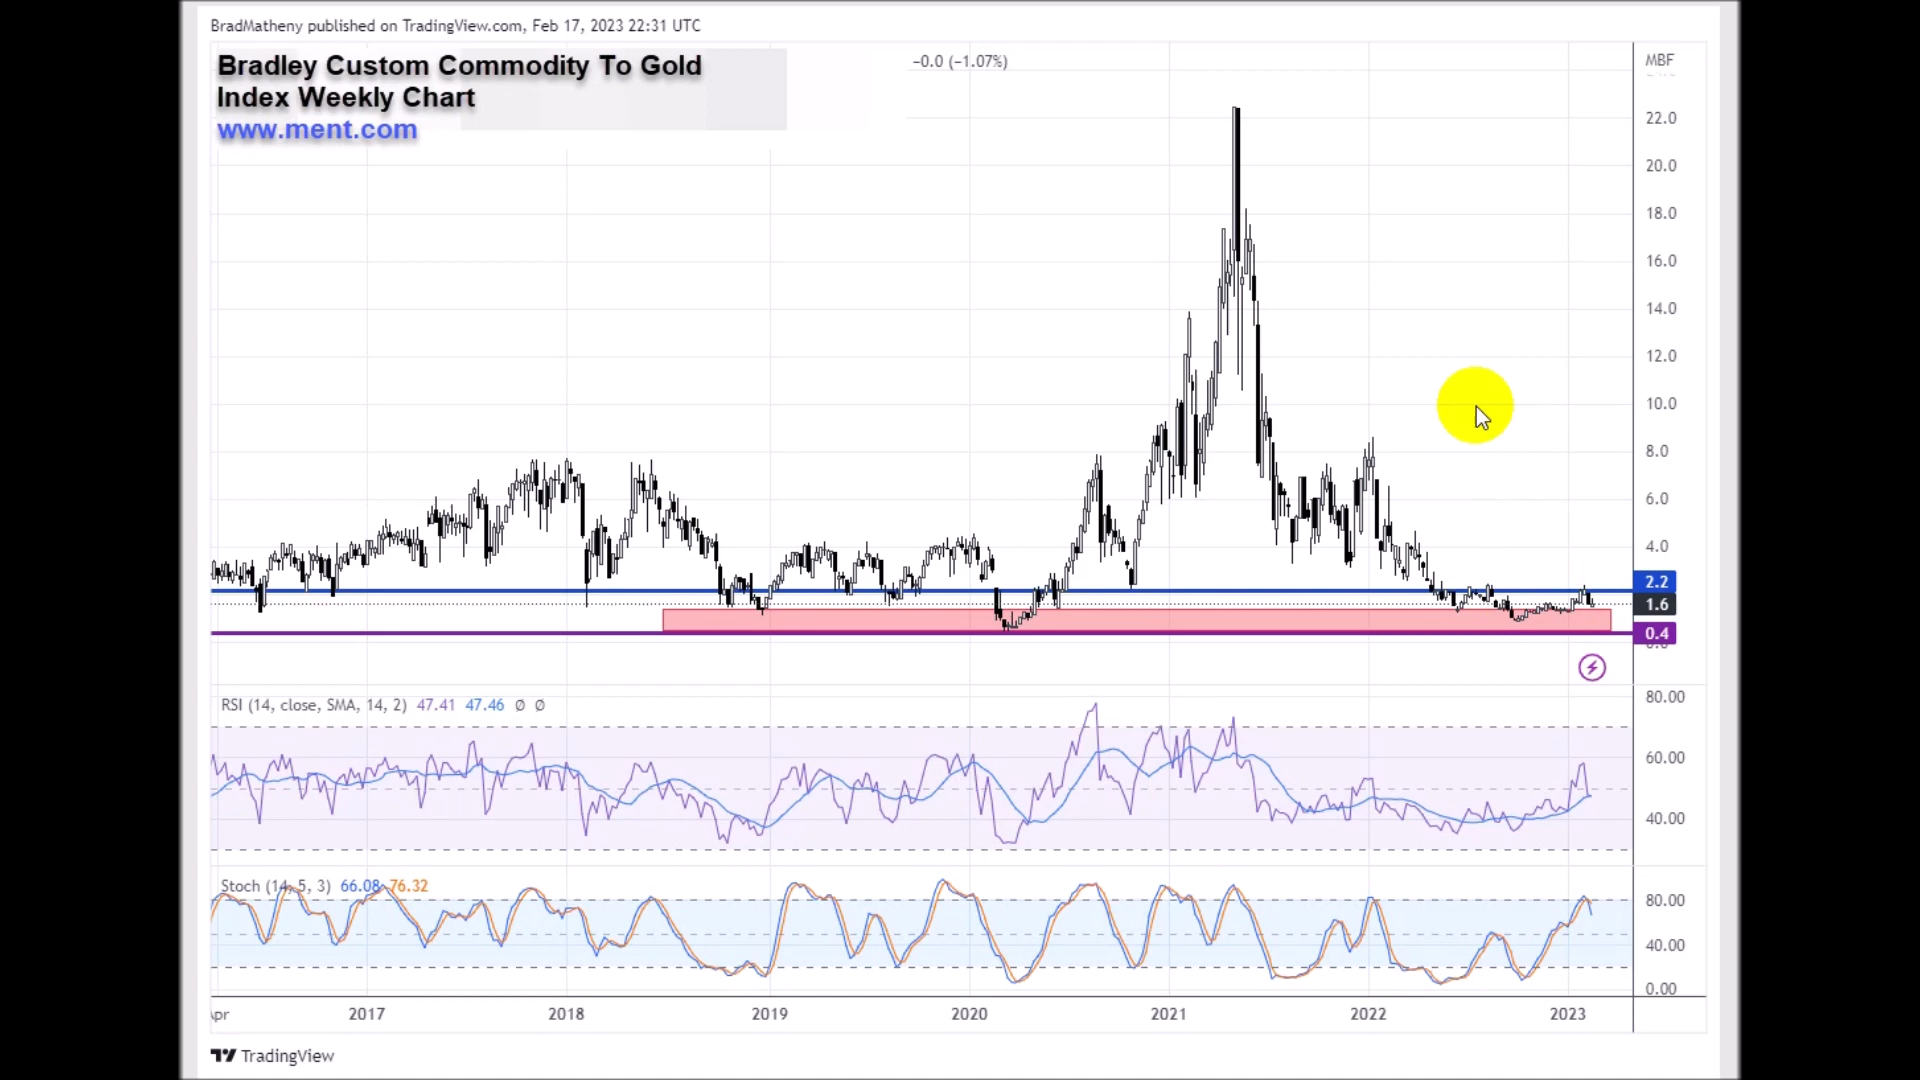 BradMatheny published on TradingView.com, Feb 17, 2023 22:31 UTC
Bradley Custom Commodity To Gold
Index Weekly Chart
www.ment.com
−0.0 (−1.07%)
MBF
22.0
20.0
18.0
16.0
14.0
12.0
10.0
8.0
6.0
4.0
2.2
1.6
0.4
RSI (14, close, SMA, 14, 2) 47.41 47.46 Ø Ø
80.00
60.00
40.00
Stoch (14, 5, 3) 66.08 76.32
80.00
40.00
0.00
Apr 2017 2018 2019 2020 2021 2022 2023
TradingView